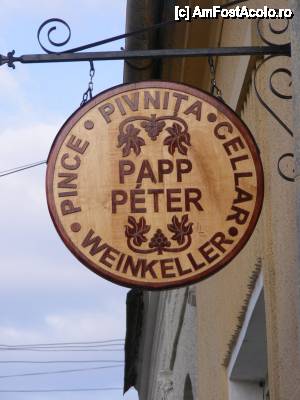 (c) AmFostAcolo.ro
PINCE • PIVNIȚA • CELLAR • WEINKELLER •
PAPP
PÉTER